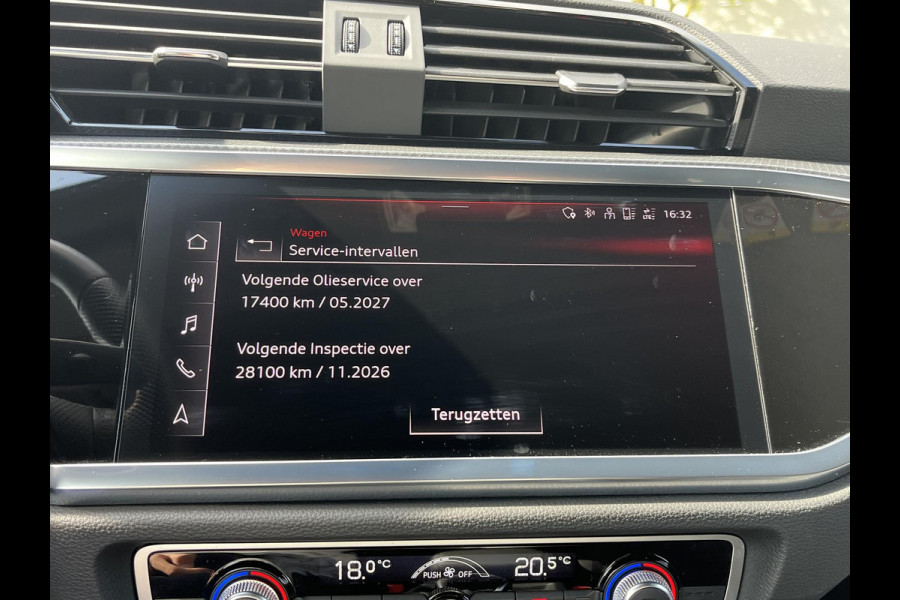 16:32
Wagen
Service-intervallen
Volgende Olieservice over
17400 km / 05.2027
Volgende Inspectie over
28100 km / 11.2026
Terugzetten
18.0°C
PUSH OFF
20.5°C